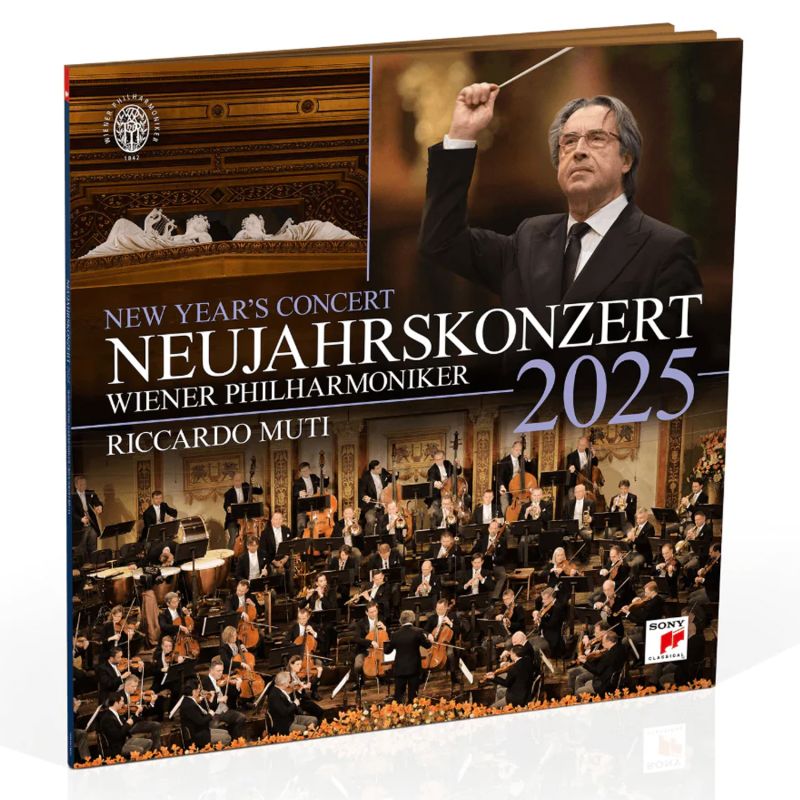 WIENER PHILHARMONIKER
1842
NEW YEAR'S CONCERT
NEUJAHRSKONZERT
WIENER PHILHARMONIKER
2025
RICCARDO MUTI
SONY
CLASSICAL